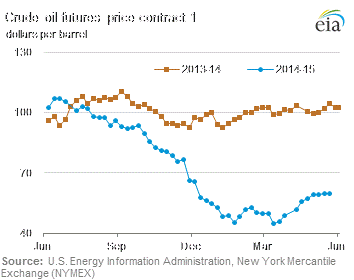 Crude oil futures price contract 1
dollars per barrel
eia
130
2013-14
2014-15
100
70
60
40
Jun
Sep
Dec
Mar
Jun
Source: U.S. Energy Information Administration, New York Mercantile
Exchange (NYMEX)